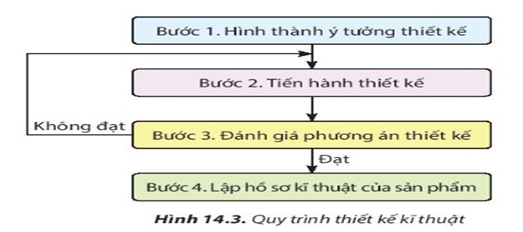 Bước 1. Hình thành ý tưởng thiết kế
Bước 2. Tiến hành thiết kế
Không đạt
Bước 3. Đánh giá phương án thiết kế
Đạt
Bước 4. Lập hồ sơ kĩ thuật của sản phẩm
Hình 14.3. Quy trình thiết kế kĩ thuật